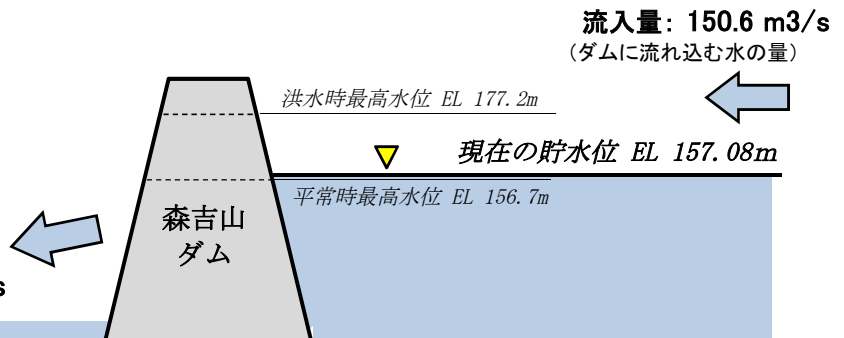 流入量: 150.6 m3/s
(ダムに流れ込む水の量)
洪水時最高水位 EL 177.2m
現在の貯水位 EL 157.08m
平常時最高水位 EL 156.7m
森吉山
ダム
s